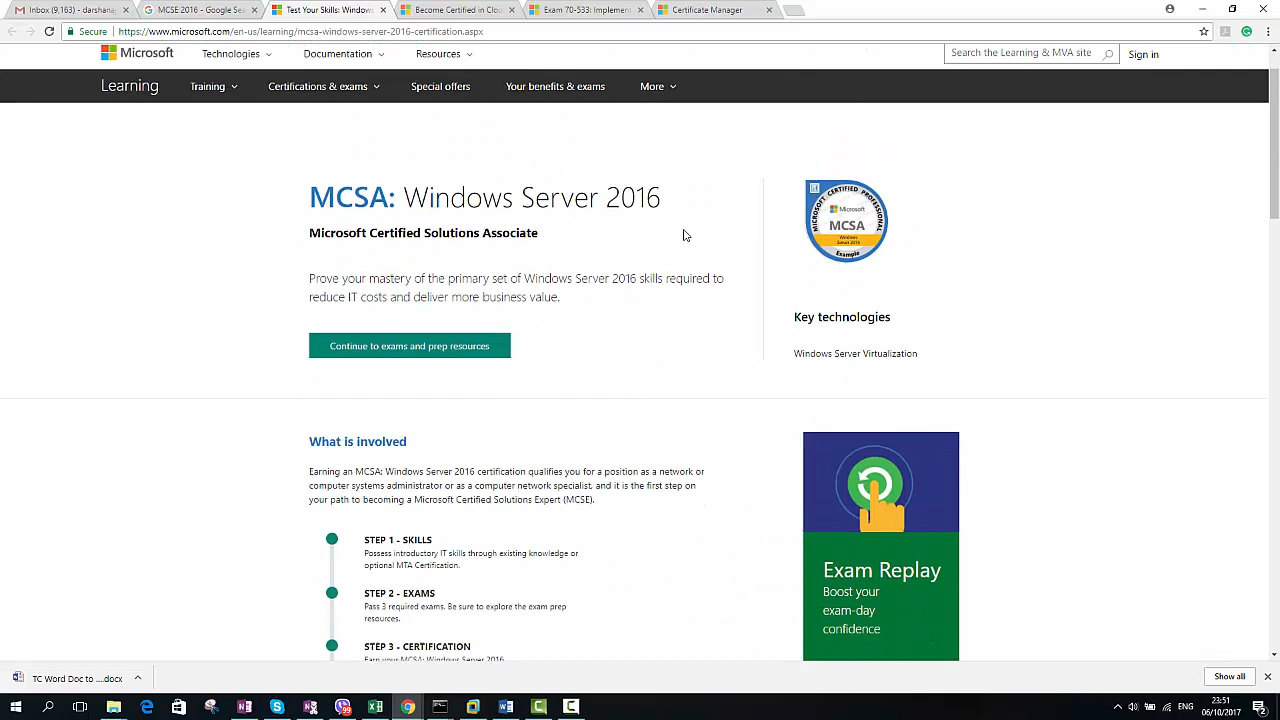 Inbox (9,163) - darshana
MCSE 2016 - Google Sea
Test Your Skills: Window
Become Certified in Clou
Exam 70-533: Implemen
Certificate Manager
Secure
https://www.microsoft.com/en-us/learning/mcsa-windows-server-2016-certification.aspx
Microsoft
Technologies
Documentation
Resources
Search the Learning & MVA site
Sign in
Learning
Training
Certifications & exams
Special offers
Your benefits & exams
More
MCSA: Windows Server 2016
Microsoft Certified Solutions Associate
Prove your mastery of the primary set of Windows Server 2016 skills required to
reduce IT costs and deliver more business value.
Continue to exams and prep resources
MICROSOFT CERTIFIED PROFESSIONAL
Microsoft
MCSA
Windows
Server 2016
Example
Key technologies
Windows Server Virtualization
What is involved
Earning an MCSA: Windows Server 2016 certification qualifies you for a position as a network or
computer systems administrator or as a computer network specialist, and it is the first step on
your path to becoming a Microsoft Certified Solutions Expert (MCSE).
STEP 1 - SKILLS
Possess introductory IT skills through existing knowledge or
optional MTA Certification.
STEP 2 - EXAMS
Pass 3 required exams. Be sure to explore the exam prep
resources.
STEP 3 - CERTIFICATION
Earn your MCSA: Windows Server 2016
Exam Replay
Boost your
exam-day
confidence
TC Word Doc to ....docx
Show all
99
ENG
23:51
06/10/2017